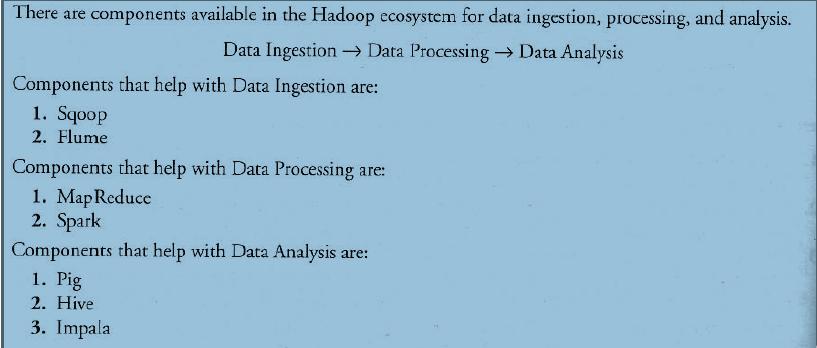 There are components available in the Hadoop ecosystem for data ingestion, processing, and analysis.
Data Ingestion → Data Processing → Data Analysis
Components that help with Data Ingestion are:
1. Sqoop
2. Flume
Components that help with Data Processing are:
1. MapReduce
2. Spark
Components that help with Data Analysis are:
1. Pig
2. Hive
3. Impala